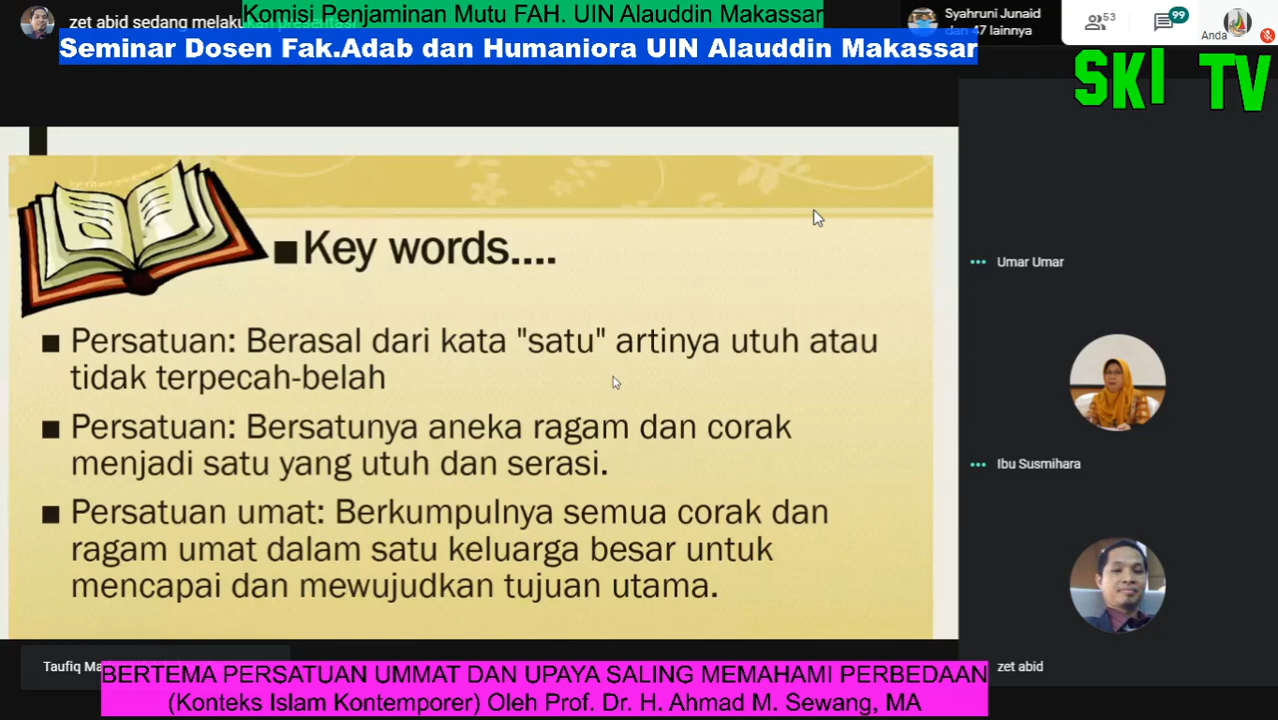 zet abid sedang melakukan presentasi
Komisi Penjaminan Mutu FAH. UIN Alauddin Makassar
Seminar Dosen Fak.Adab dan Humaniora UIN Alauddin Makassar
Syahruni Junaid
dan 47 lainnya
53
99
Anda
SKI TV
Key words....
Persatuan: Berasal dari kata "satu" artinya utuh atau
tidak terpecah-belah
Persatuan: Bersatunya aneka ragam dan corak
menjadi satu yang utuh dan serasi.
Persatuan umat: Berkumpulnya semua corak dan
ragam umat dalam satu keluarga besar untuk
mencapai dan mewujudkan tujuan utama.
Umar Umar
Ibu Susmihara
zet abid
Taufiq
BERTEMA PERSATUAN UMMAT DAN UPAYA SALING MEMAHAMI PERBEDAAN
(Konteks Islam Kontemporer) Oleh Prof. Dr. H. Ahmad M. Sewang, MA